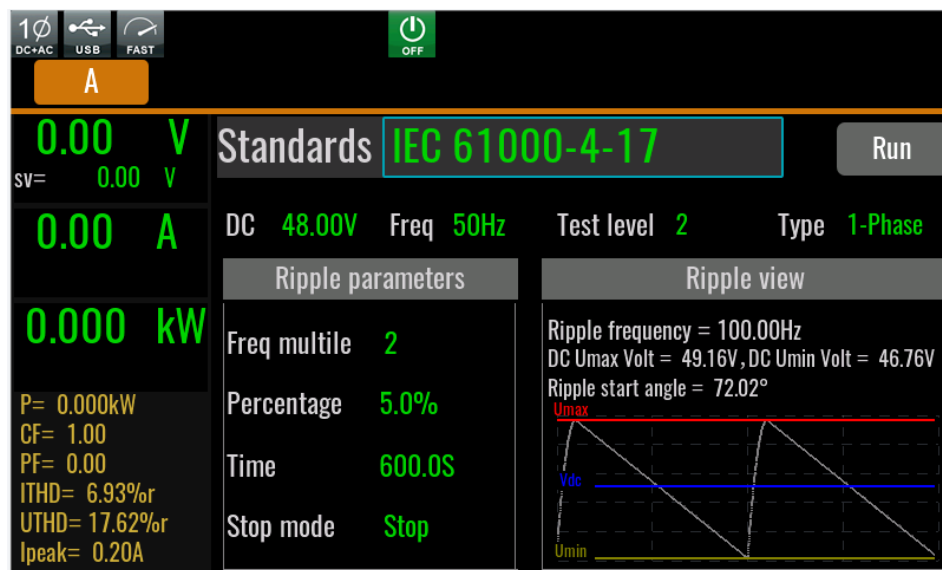 1Ø
DC+AC USB FAST OFF
A
0.00 V
sv= 0.00 V
0.00 A
0.000 kW
P= 0.000kW
CF= 1.00
PF= 0.00
ITHD= 6.93%r
UTHD= 17.62%r
Ipeak= 0.20A
Standards IEC 61000-4-17 Run
DC 48.00V Freq 50Hz Test level 2 Type 1-Phase
Ripple parameters
Freq multile 2
Percentage 5.0%
Time 600.0S
Stop mode Stop
Ripple view
Ripple frequency = 100.00Hz
DC Umax Volt = 49.16V, DC Umin Volt = 46.76V
Ripple start angle = 72.02°
Umax
Vdc
Umin